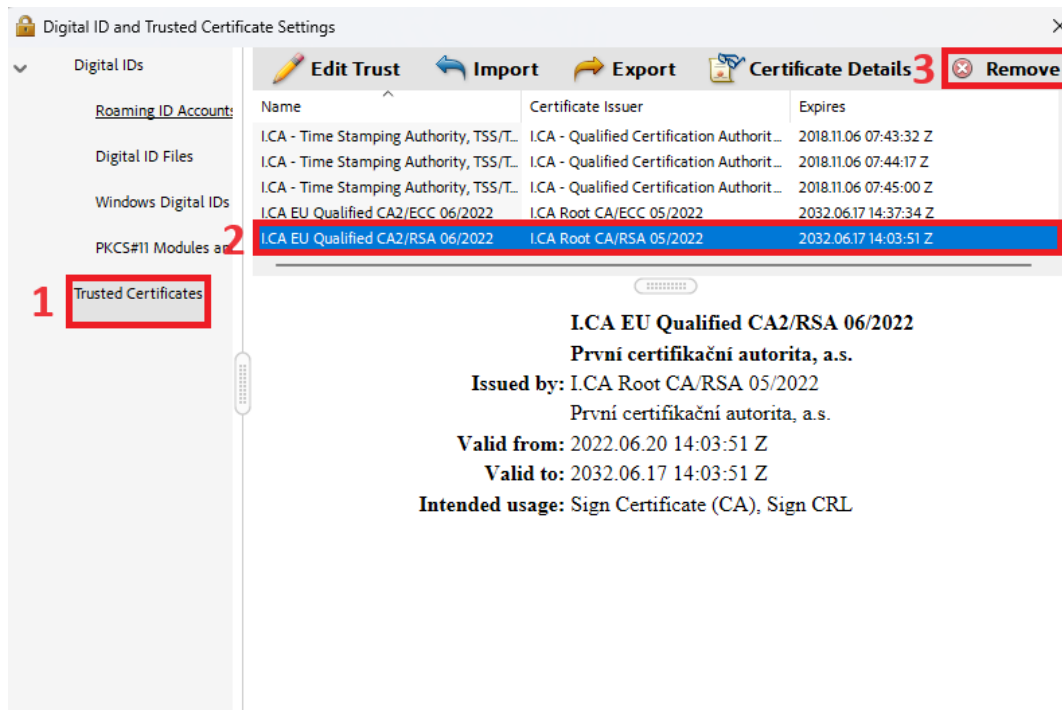 Digital ID and Trusted Certificate Settings
Digital IDs
Roaming ID Accounts
Digital ID Files
Windows Digital IDs
PKCS#11 Modules an
1
Trusted Certificates
Edit Trust Import Export Certificate Details 3 Remove
Name Certificate Issuer Expires
I.CA - Time Stamping Authority, TSS/T... I.CA - Qualified Certification Authorit... 2018.11.06 07:43:32 Z
I.CA - Time Stamping Authority, TSS/T... I.CA - Qualified Certification Authorit... 2018.11.06 07:44:17 Z
I.CA - Time Stamping Authority, TSS/T... I.CA - Qualified Certification Authorit... 2018.11.06 07:45:00 Z
I.CA EU Qualified CA2/ECC 06/2022 I.CA Root CA/ECC 05/2022 2032.06.17 14:37:34 Z
2 I.CA EU Qualified CA2/RSA 06/2022 I.CA Root CA/RSA 05/2022 2032.06.17 14:03:51 Z
I.CA EU Qualified CA2/RSA 06/2022
První certifikační autorita, a.s.
Issued by: I.CA Root CA/RSA 05/2022
První certifikační autorita, a.s.
Valid from: 2022.06.20 14:03:51 Z
Valid to: 2032.06.17 14:03:51 Z
Intended usage: Sign Certificate (CA), Sign CRL